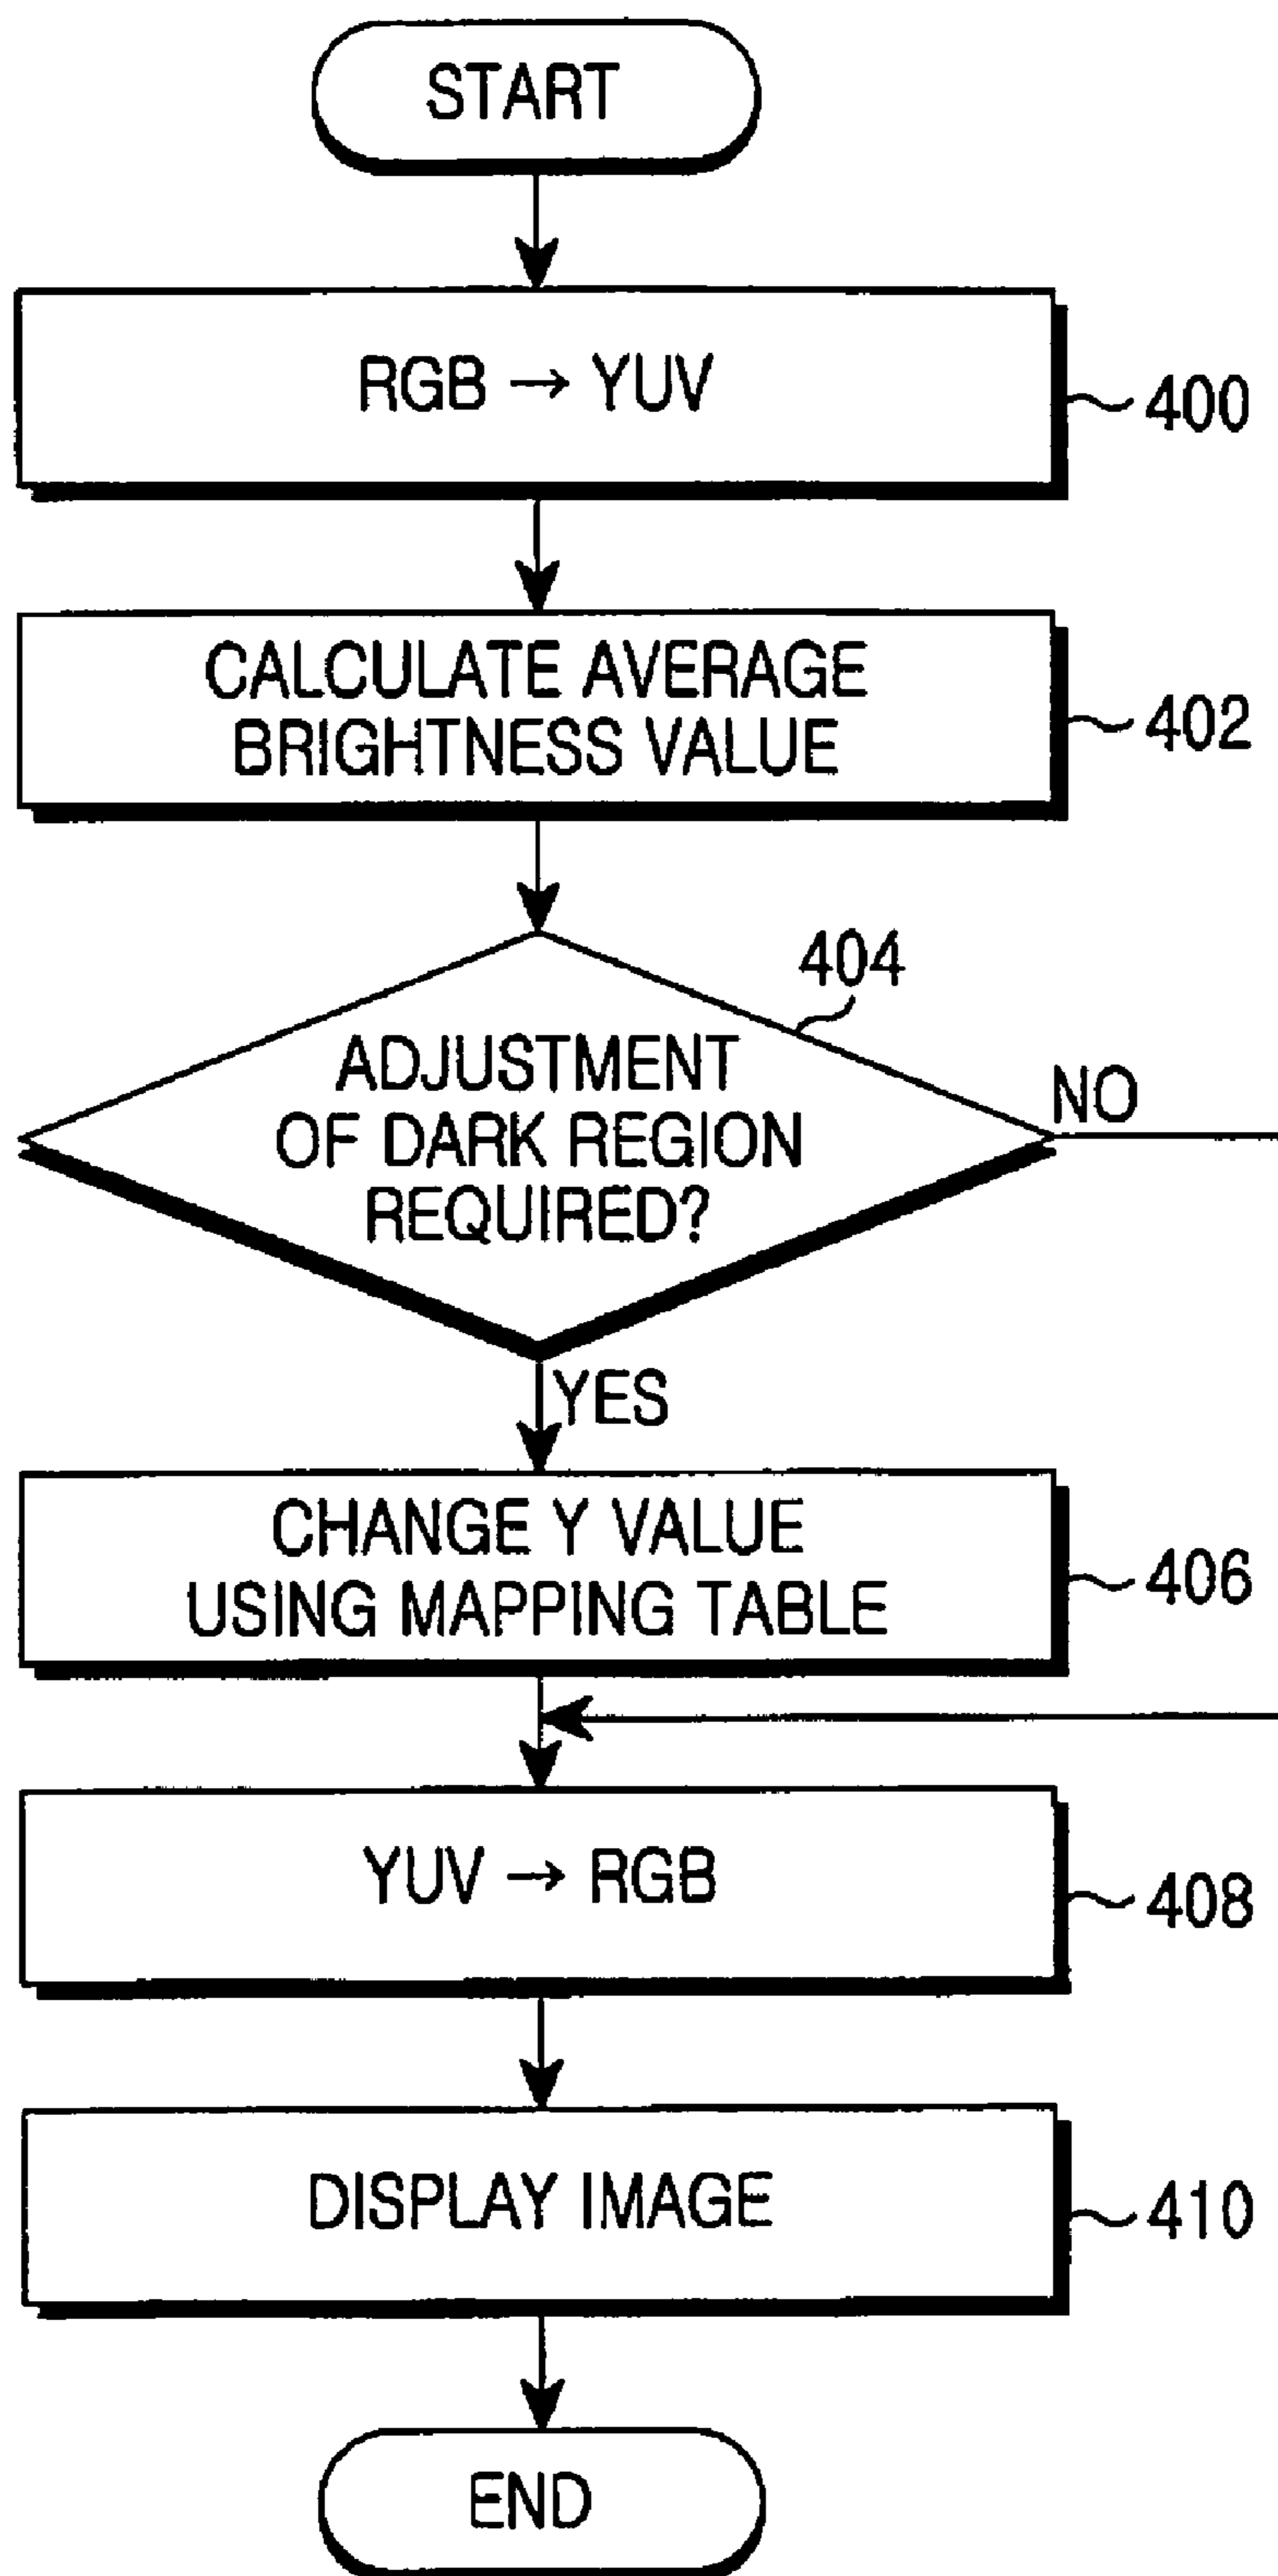 START
RGB → YUV
400
CALCULATE AVERAGE
BRIGHTNESS VALUE
402
404
ADJUSTMENT
OF DARK REGION
REQUIRED?
NO
YES
CHANGE Y VALUE
USING MAPPING TABLE
406
YUV → RGB
408
DISPLAY IMAGE
410
END